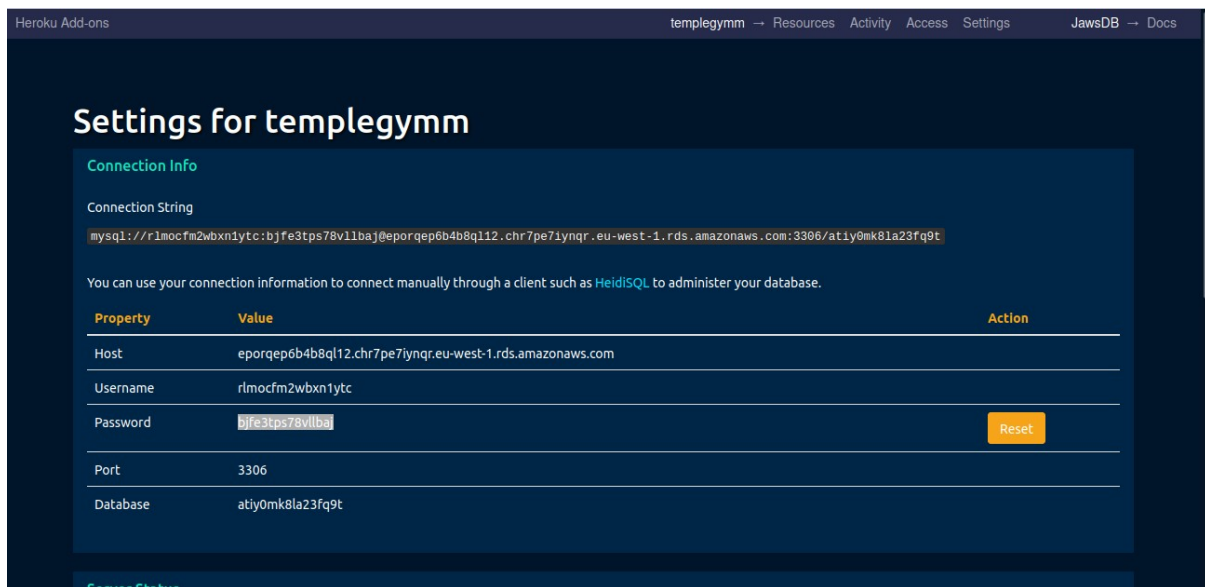 Heroku Add-ons
templegymm → Resources Activity Access Settings JawsDB → Docs
Settings for templegymm
Connection Info
Connection String
mysql://rlmocfm2wbxn1ytc:bjfe3tps78vllbaj@eporqep6b4b8ql12.chr7pe7iynqr.eu-west-1.rds.amazonaws.com:3306/atiy0mk8la23fq9t
You can use your connection information to connect manually through a client such as HeidiSQL to administer your database.
Property Value Action
Host eporqep6b4b8ql12.chr7pe7iynqr.eu-west-1.rds.amazonaws.com
Username rlmocfm2wbxn1ytc
Password bjfe3tps78vllbaj Reset
Port 3306
Database atiy0mk8la23fq9t